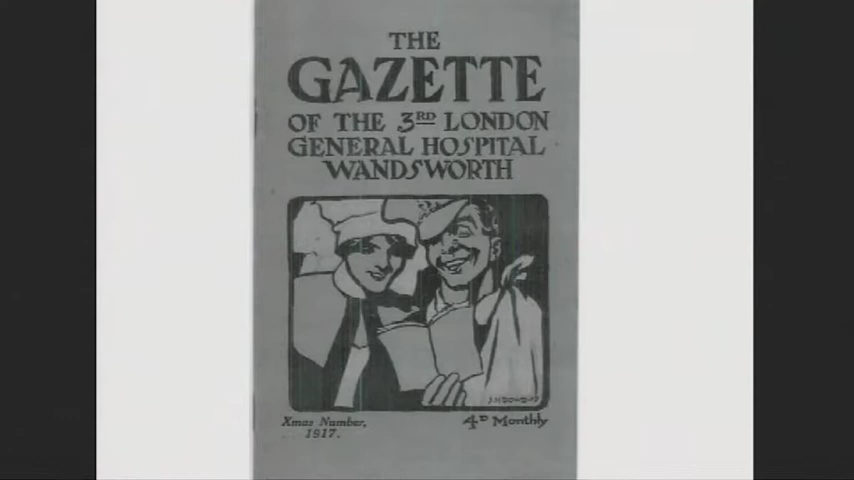 THE
GAZETTE
OF THE 3RD LONDON
GENERAL HOSPITAL
WANDSWORTH
Xmas Number,
1917.
4D Monthly